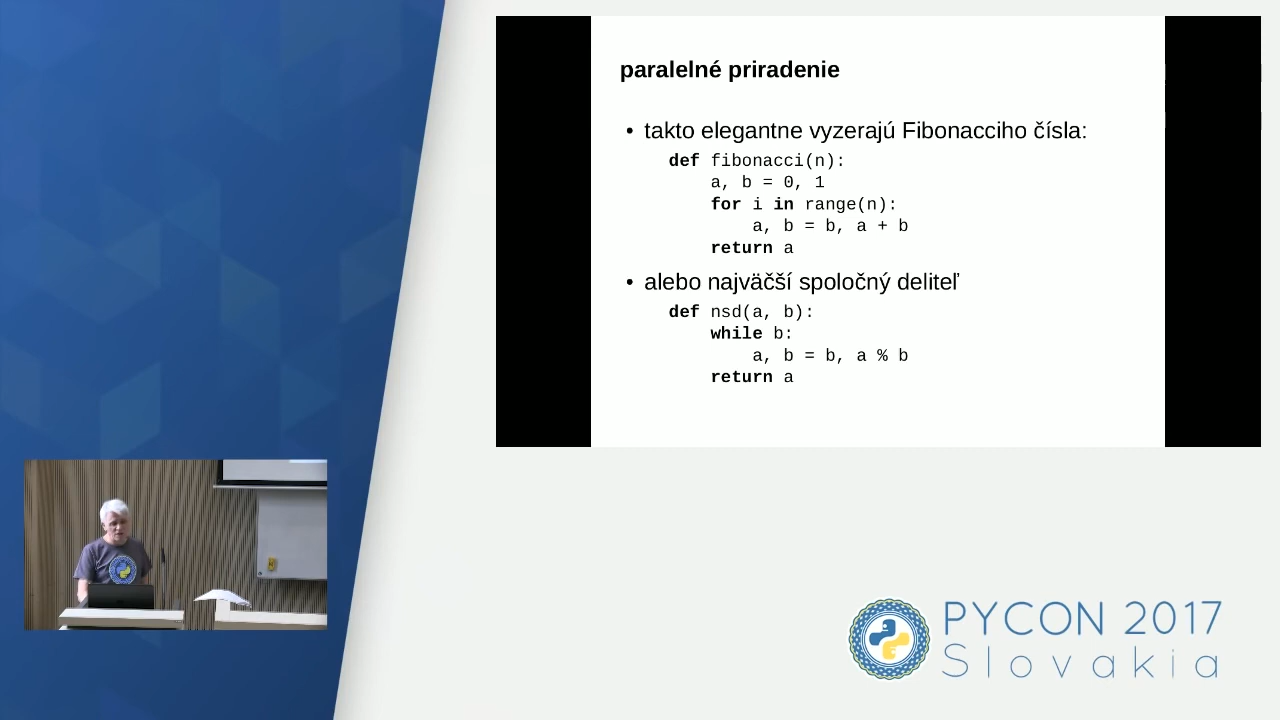 paralelné priradenie
• takto elegantne vyzerajú Fibonacciho čísla:
def fibonacci(n):
    a, b = 0, 1
    for i in range(n):
        a, b = b, a + b
    return a
• alebo najväčší spoločný deliteľ
def nsd(a, b):
    while b:
        a, b = b, a % b
    return a
PYCON 2017
Slovakia